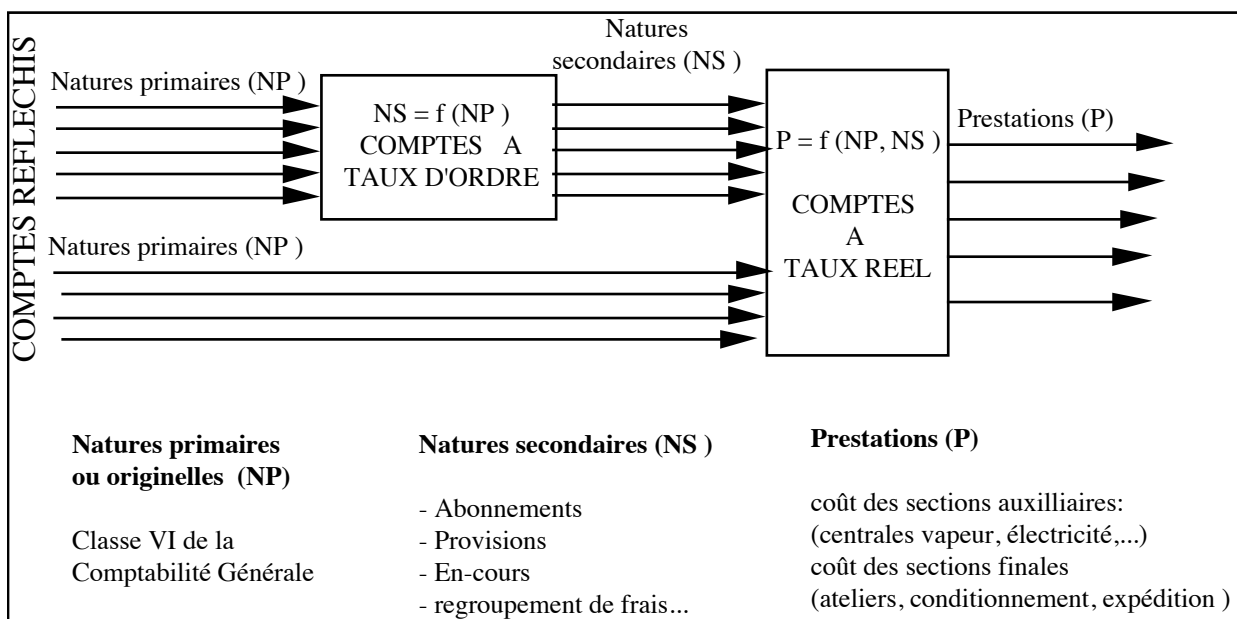 COMPTES REFLECHIS
Natures primaires (NP )
NS = f (NP )
COMPTES A
TAUX D'ORDRE
Natures
secondaires (NS )
P = f (NP, NS )
COMPTES
A
TAUX REEL
Prestations (P)
Natures primaires (NP )
Natures primaires
ou originelles (NP)
Classe VI de la
Comptabilité Générale
Natures secondaires (NS )
- Abonnements
- Provisions
- En-cours
- regroupement de frais...
Prestations (P)
coût des sections auxilliaires:
(centrales vapeur, électricité,...)
coût des sections finales
(ateliers, conditionnement, expédition )